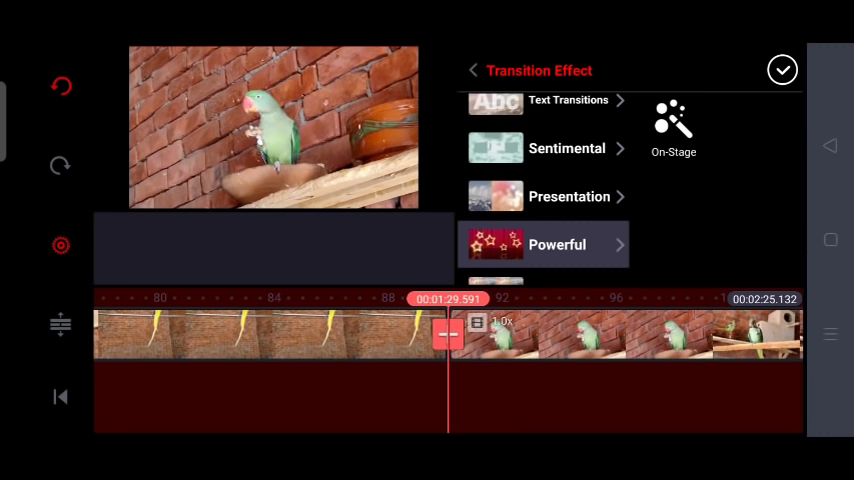 Transition Effect
Abc
Text Transitions
Sentimental
Presentation
Powerful
On-Stage
80
84
88
00:01:29.591
92
96
00:02:25.132
1.0x